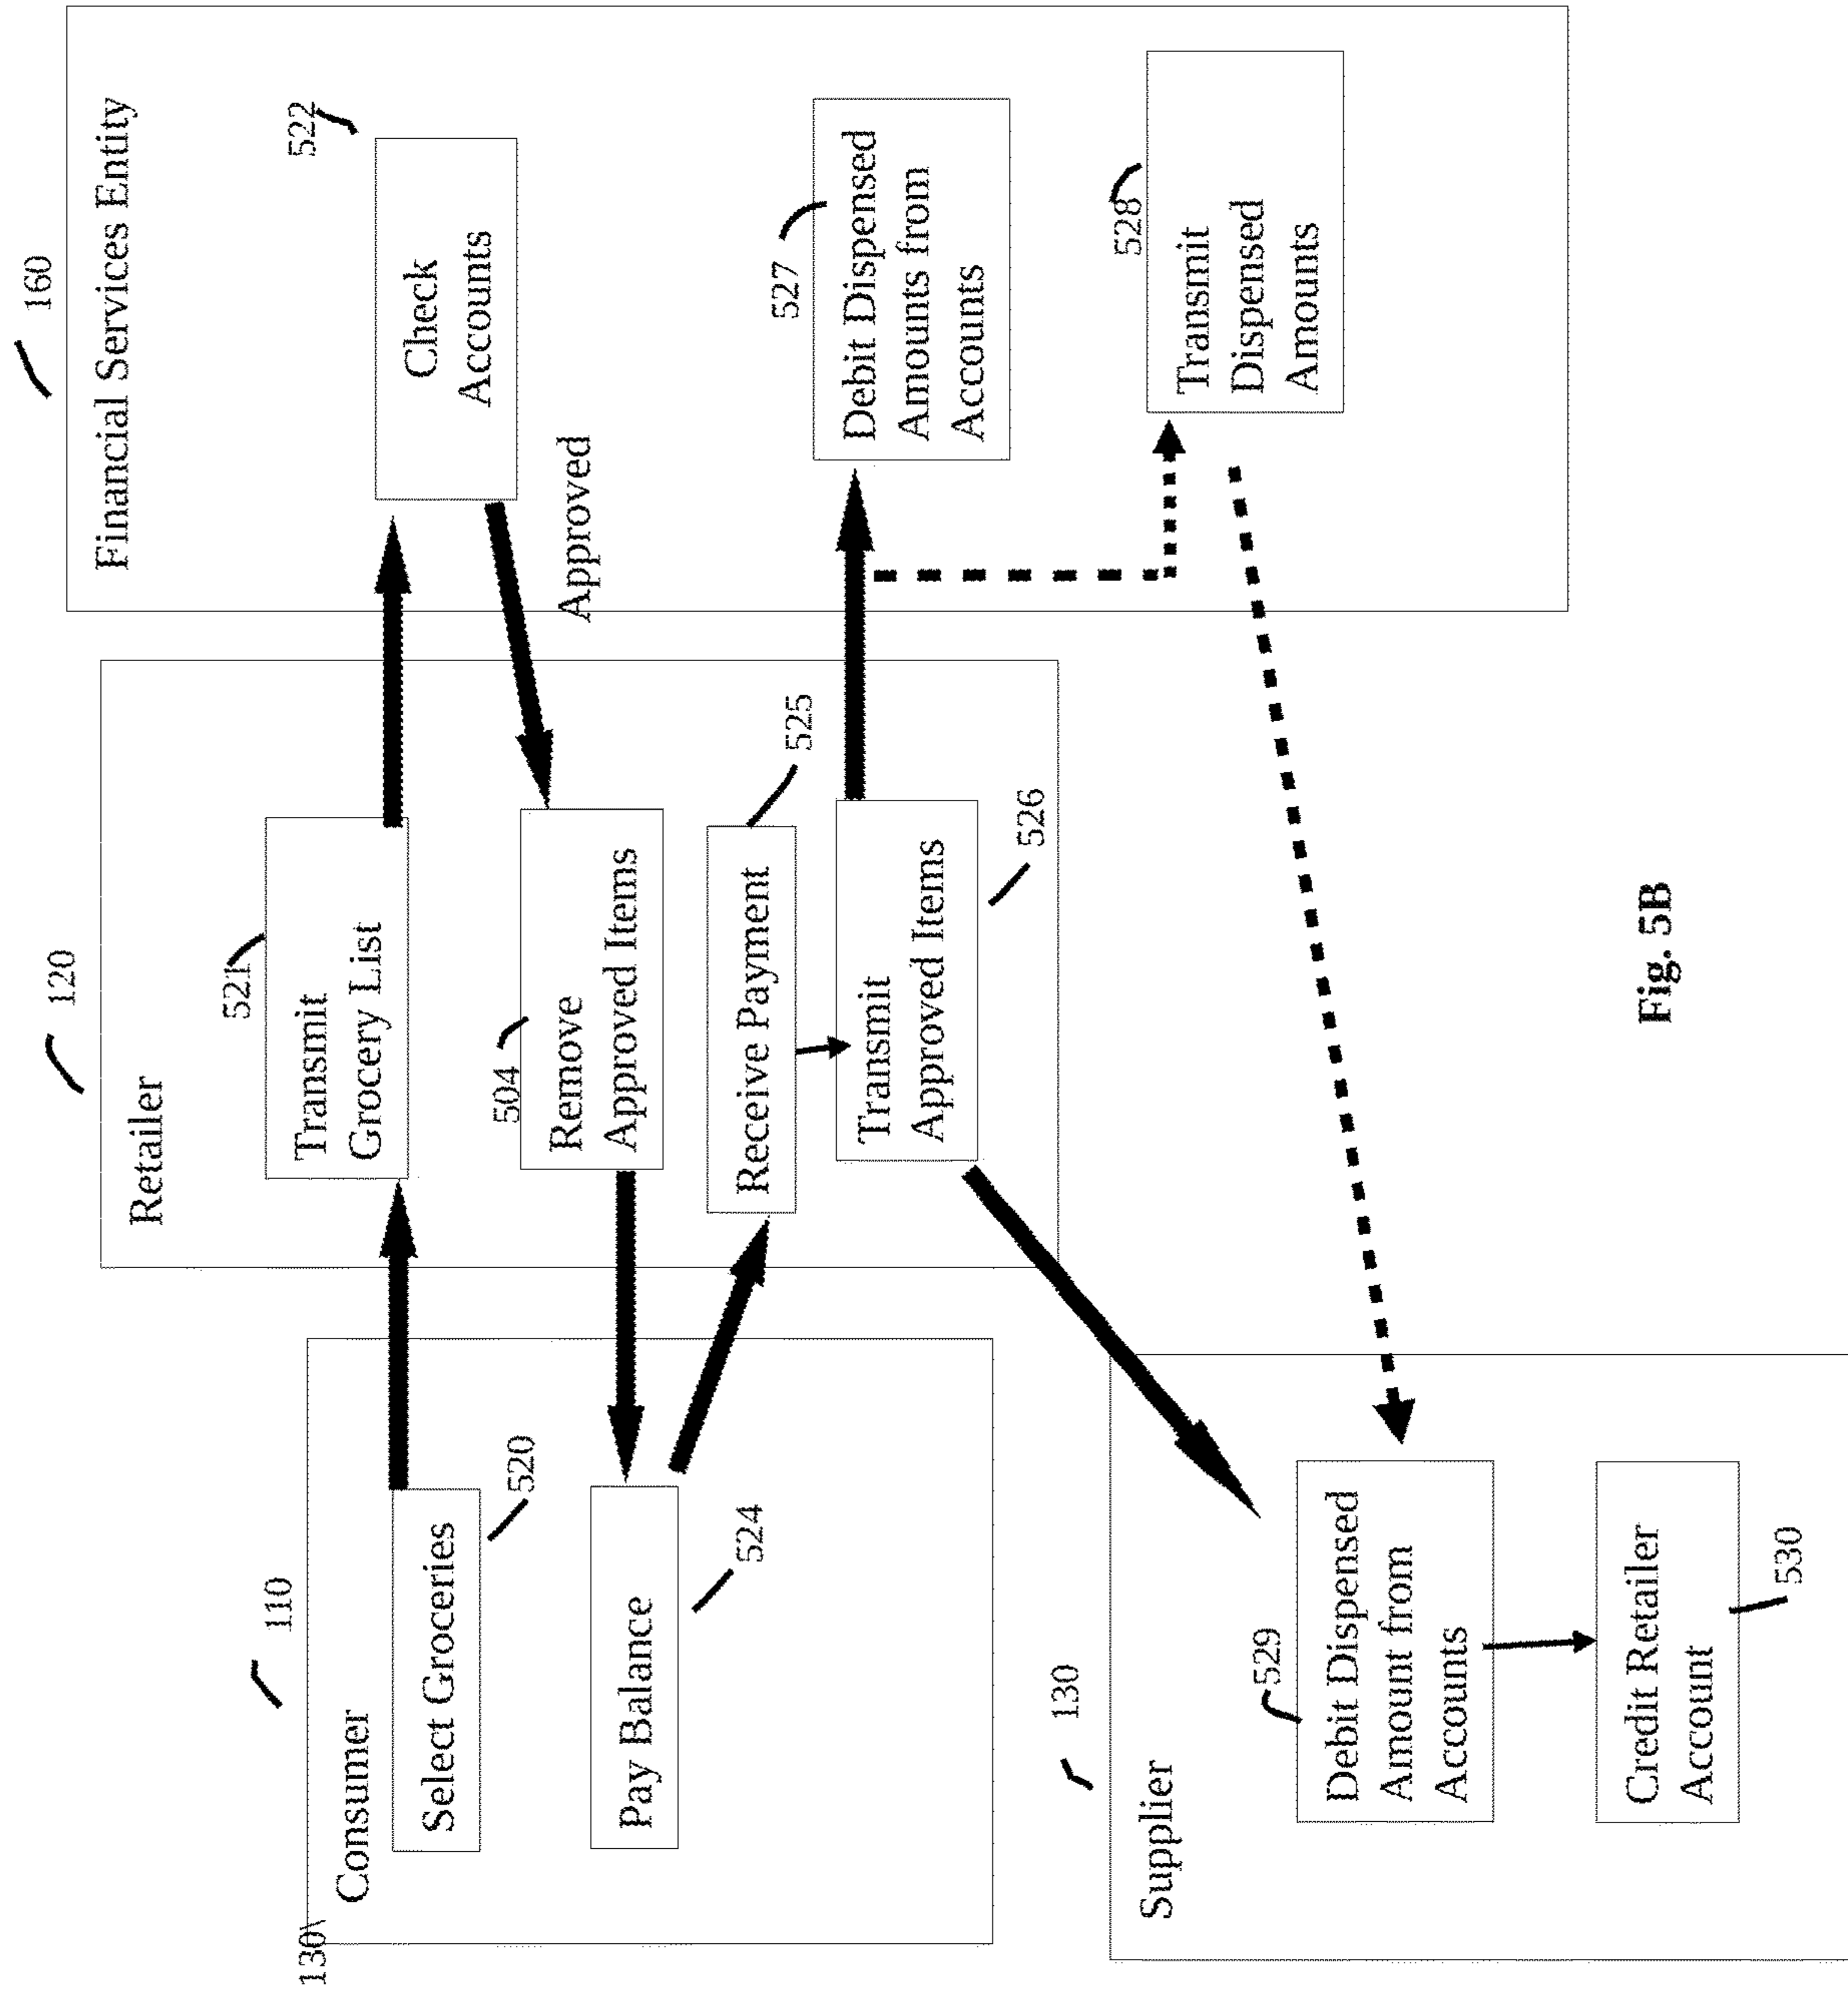 160
Financial Services Entity
522
Check
Accounts
Approved
527
Debit Dispensed
Amounts from
Accounts
528
Transmit
Dispensed
Amounts
120
Retailer
521
Transmit
Grocery List
504
Remove
Approved Items
525
Receive Payment
Transmit
Approved Items
526
110
130\
Consumer
Select Groceries
520
Pay Balance
524
130
Supplier
529
Debit Dispensed
Amount from
Accounts
Credit Retailer
Account
530
Fig. 5B